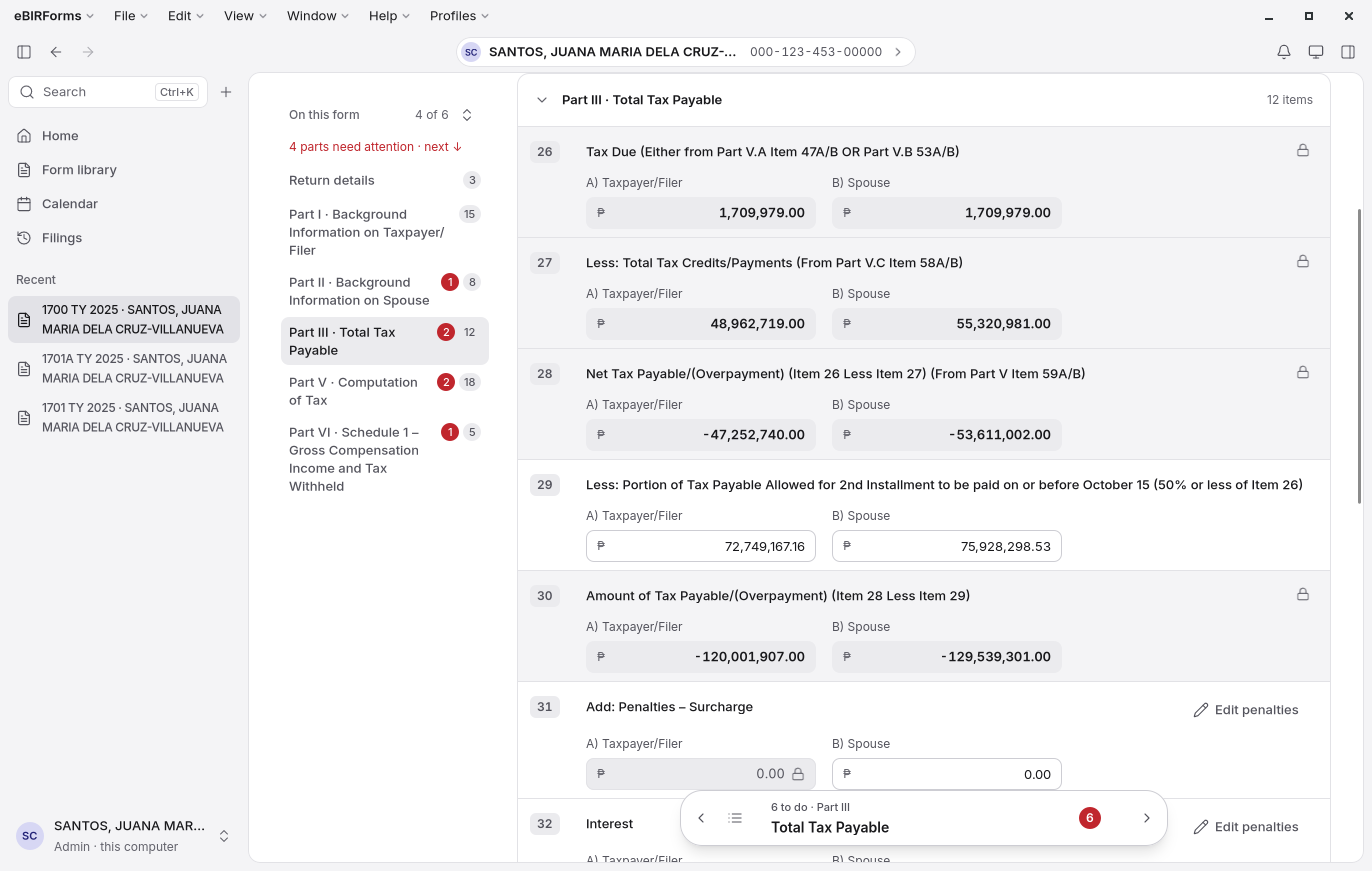 eBIRForms File Edit View Window Help Profiles
SC SANTOS, JUANA MARIA DELA CRUZ-... 000-123-453-00000
Search Ctrl+K
Home
Form library
Calendar
Filings
Recent
1700 TY 2025 · SANTOS, JUANA
MARIA DELA CRUZ-VILLANUEVA
1701A TY 2025 · SANTOS, JUANA
MARIA DELA CRUZ-VILLANUEVA
1701 TY 2025 · SANTOS, JUANA
MARIA DELA CRUZ-VILLANUEVA
SC SANTOS, JUANA MAR...
Admin · this computer
On this form 4 of 6
4 parts need attention · next ↓
Return details 3
Part I · Background 15
Information on Taxpayer/
Filer
Part II · Background 1 8
Information on Spouse
Part III · Total Tax 2 12
Payable
Part V · Computation 2 18
of Tax
Part VI · Schedule 1 – 1 5
Gross Compensation
Income and Tax
Withheld
Part III · Total Tax Payable 12 items
26 Tax Due (Either from Part V.A Item 47A/B OR Part V.B 53A/B)
A) Taxpayer/Filer B) Spouse
₱ 1,709,979.00 ₱ 1,709,979.00
27 Less: Total Tax Credits/Payments (From Part V.C Item 58A/B)
A) Taxpayer/Filer B) Spouse
₱ 48,962,719.00 ₱ 55,320,981.00
28 Net Tax Payable/(Overpayment) (Item 26 Less Item 27) (From Part V Item 59A/B)
A) Taxpayer/Filer B) Spouse
₱ -47,252,740.00 ₱ -53,611,002.00
29 Less: Portion of Tax Payable Allowed for 2nd Installment to be paid on or before October 15 (50% or less of Item 26)
A) Taxpayer/Filer B) Spouse
₱ 72,749,167.16 ₱ 75,928,298.53
30 Amount of Tax Payable/(Overpayment) (Item 28 Less Item 29)
A) Taxpayer/Filer B) Spouse
₱ -120,001,907.00 ₱ -129,539,301.00
31 Add: Penalties – Surcharge Edit penalties
A) Taxpayer/Filer B) Spouse
₱ 0.00 ₱ 0.00
32 Interest Edit penalties
A) Taxpayer/Filer B) Spouse
6 to do · Part III
Total Tax Payable 6